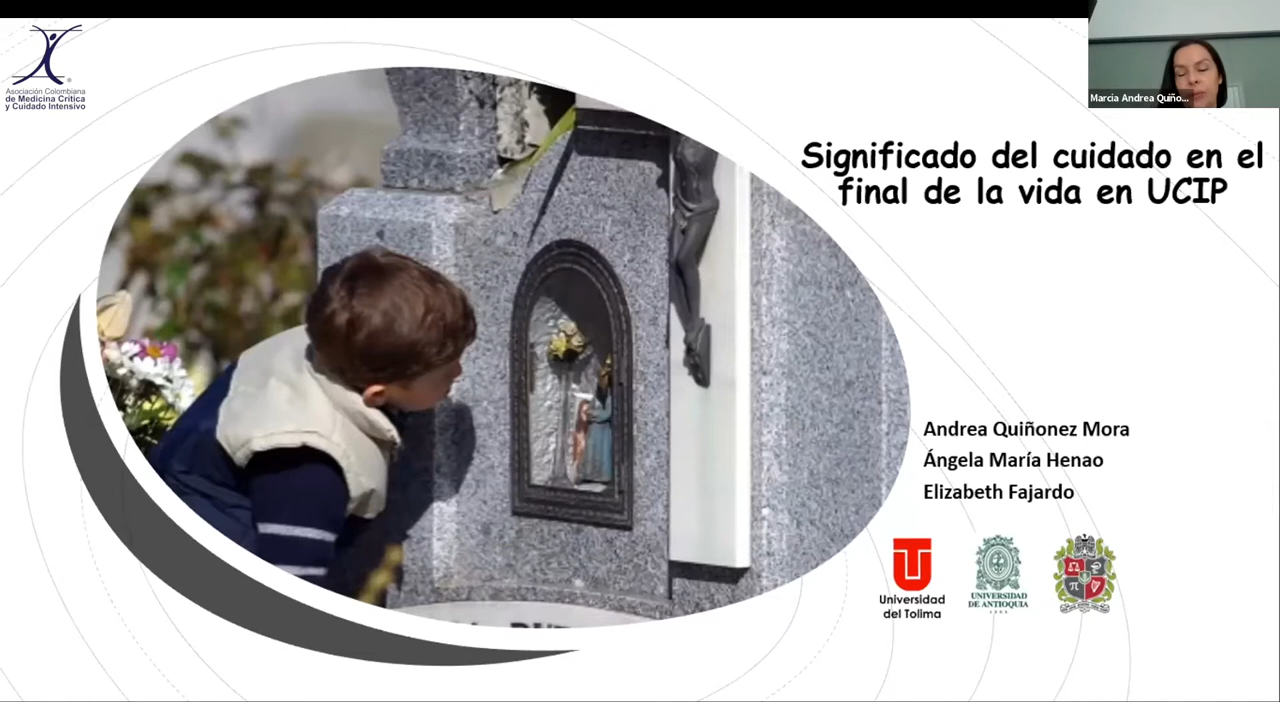 Asociación Colombiana
de Medicina Crítica
y Cuidado Intensivo
Marcia Andrea Quiño...
Significado del cuidado en el
final de la vida en UCIP
Andrea Quiñonez Mora
Ángela María Henao
Elizabeth Fajardo
Universidad
del Tolima
UNIVERSIDAD
DE ANTIOQUIA